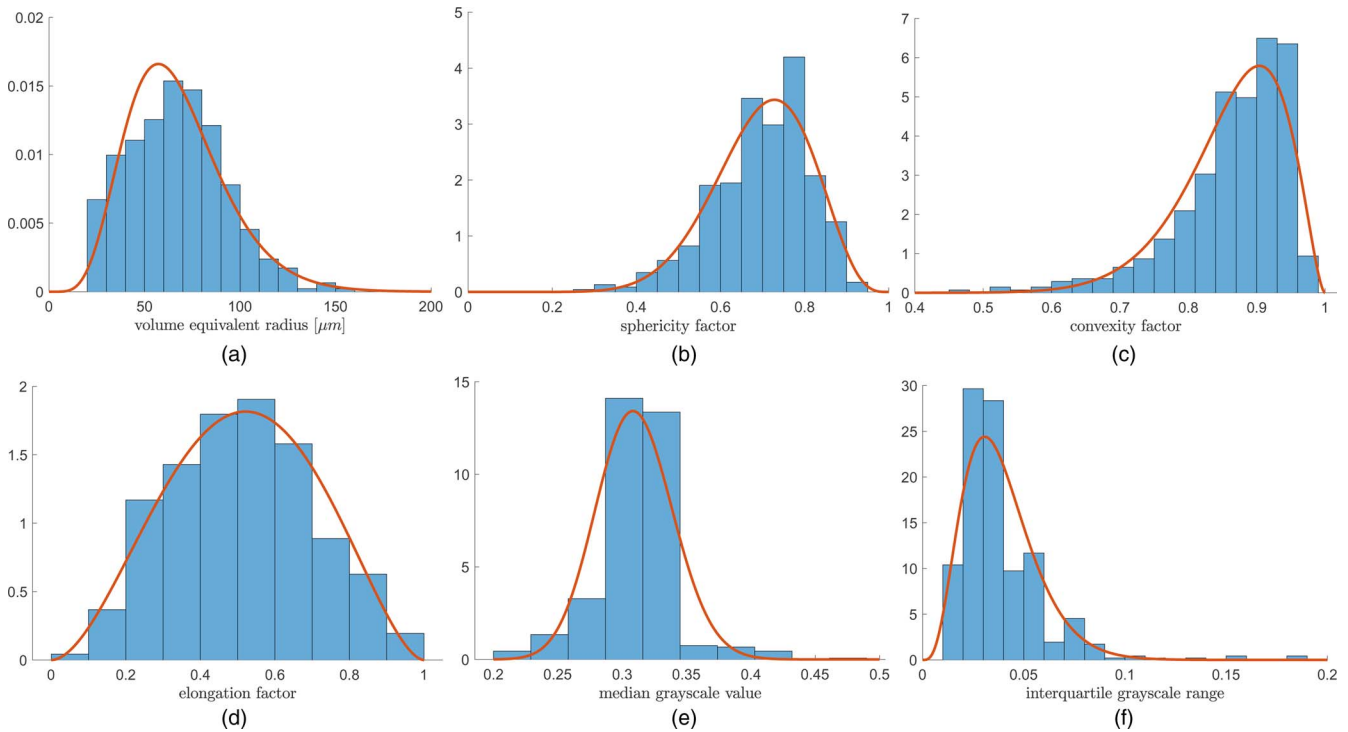 0.02
0.015
0.01
0.005
0
0 50 100 150 200
volume equivalent radius [μm]
(a)
5
4
3
2
1
0
0 0.2 0.4 0.6 0.8 1
sphericity factor
(b)
7
6
5
4
3
2
1
0
0.4 0.5 0.6 0.7 0.8 0.9 1
convexity factor
(c)
2
1.5
1
0.5
0
0 0.2 0.4 0.6 0.8 1
elongation factor
(d)
15
10
5
0
0.2 0.25 0.3 0.35 0.4 0.45 0.5
median grayscale value
(e)
30
25
20
15
10
5
0
0 0.05 0.1 0.15 0.2
interquartile grayscale range
(f)